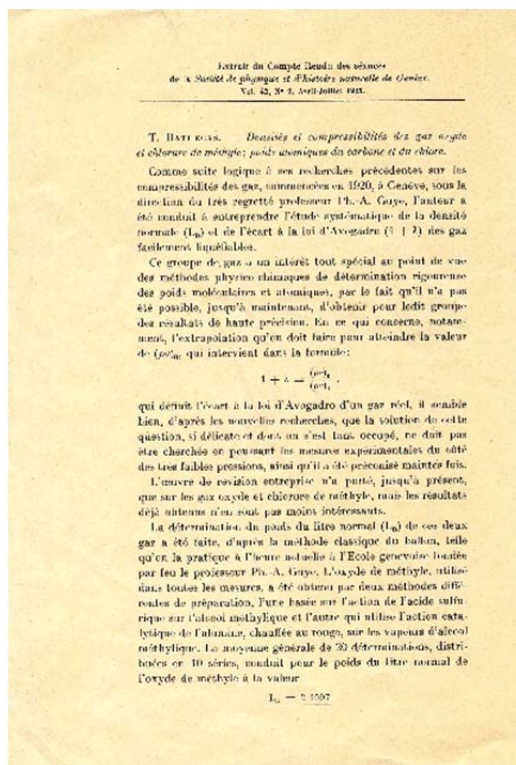 Extrait du Compte Rendu des séances
de la Société de physique et d'histoire naturelle de Genève.
Vol. 42, N° 2, Avril-Juillet 1925.
T. BATUECAS. — Densités et compressibilités des gaz oxyde
et chlorure de méthyle; poids atomiques du carbone et du chlore.
Comme suite logique à ses recherches précédentes sur les
compressibilités des gaz, commencées en 1920, à Genève, sous la
direction du très regretté professeur Ph.-A. Guye, l'auteur a
été conduit à entreprendre l'étude systématique de la densité
normale (L₀) et de l'écart à la loi d'Avogadro (1 + λ) des gaz
facilement liquéfiables.
Ce groupe de gaz a un intérêt tout spécial au point de vue
des méthodes physico-chimiques de détermination rigoureuse
des poids moléculaires et atomiques, par le fait qu'il n'a pas
été possible, jusqu'à maintenant, d'obtenir pour ledit groupe
des résultats de haute précision. En ce qui concerne, notam-
ment, l'extrapolation qu'on doit faire pour atteindre la valeur
de (pv)₀, qui intervient dans la formule:
1 + λ = (pv)₀ / (pv)₁ ,
qui définit l'écart à la loi d'Avogadro d'un gaz réel, il semble
bien, d'après les nouvelles recherches, que la solution de cette
question, si délicate et dont on s'est tant occupé, ne doit pas
être cherchée en poussant les mesures expérimentales du côté
des très faibles pressions, ainsi qu'il a été préconisé maintes fois.
L'œuvre de revision entreprise n'a porté, jusqu'à présent,
que sur les gaz oxyde et chlorure de méthyle, mais les résultats
déjà obtenus n'en sont pas moins intéressants.
La détermination du poids du litre normal (L₀) de ces deux
gaz a été faite, d'après la méthode classique du ballon, telle
qu'on la pratique à l'heure actuelle à l'Ecole genevoise fondée
par feu le professeur Ph.-A. Guye. L'oxyde de méthyle, utilisé
dans toutes les mesures, a été obtenu par deux méthodes diffé-
rentes de préparation, l'une basée sur l'action de l'acide sulfu-
rique sur l'alcool méthylique et l'autre qui utilise l'action cata-
lytique de l'alumine, chauffée au rouge, sur les vapeurs d'alcool
méthylique. La moyenne générale de 20 déterminations, distri-
buées en 10 séries, conduit pour le poids du litre normal de
l'oxyde de méthyle à la valeur
L₀ =